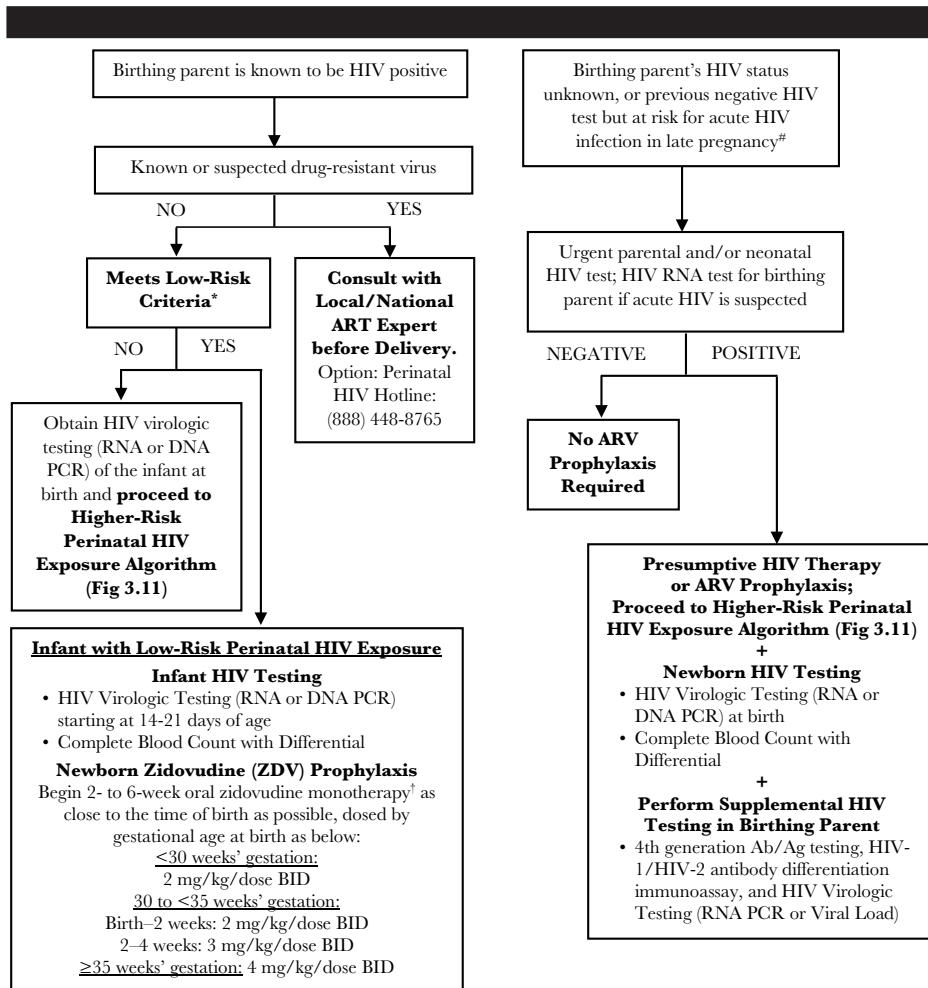 Birthing parent is known to be HIV positive
Known or suspected drug-resistant virus
NO
YES
Meets Low-Risk
Criteria*
Consult with
Local/National
ART Expert
before Delivery.
Option: Perinatal
HIV Hotline:
(888) 448-8765
NO
YES
Obtain HIV virologic
testing (RNA or DNA
PCR) of the infant at
birth and proceed to
Higher-Risk
Perinatal HIV
Exposure Algorithm
(Fig 3.11)
Infant with Low-Risk Perinatal HIV Exposure
Infant HIV Testing
• HIV Virologic Testing (RNA or DNA PCR)
starting at 14-21 days of age
• Complete Blood Count with Differential
Newborn Zidovudine (ZDV) Prophylaxis
Begin 2- to 6-week oral zidovudine monotherapy† as
close to the time of birth as possible, dosed by
gestational age at birth as below:
<30 weeks' gestation:
2 mg/kg/dose BID
30 to <35 weeks' gestation:
Birth–2 weeks: 2 mg/kg/dose BID
2–4 weeks: 3 mg/kg/dose BID
≥35 weeks' gestation: 4 mg/kg/dose BID
Birthing parent's HIV status
unknown, or previous negative HIV
test but at risk for acute HIV
infection in late pregnancy#
Urgent parental and/or neonatal
HIV test; HIV RNA test for birthing
parent if acute HIV is suspected
NEGATIVE
POSITIVE
No ARV
Prophylaxis
Required
Presumptive HIV Therapy
or ARV Prophylaxis;
Proceed to Higher-Risk Perinatal
HIV Exposure Algorithm (Fig 3.11)
+
Newborn HIV Testing
• HIV Virologic Testing (RNA or
DNA PCR) at birth
• Complete Blood Count with
Differential
+
Perform Supplemental HIV
Testing in Birthing Parent
• 4th generation Ab/Ag testing, HIV-
1/HIV-2 antibody differentiation
immunoassay, and HIV Virologic
Testing (RNA PCR or Viral Load)